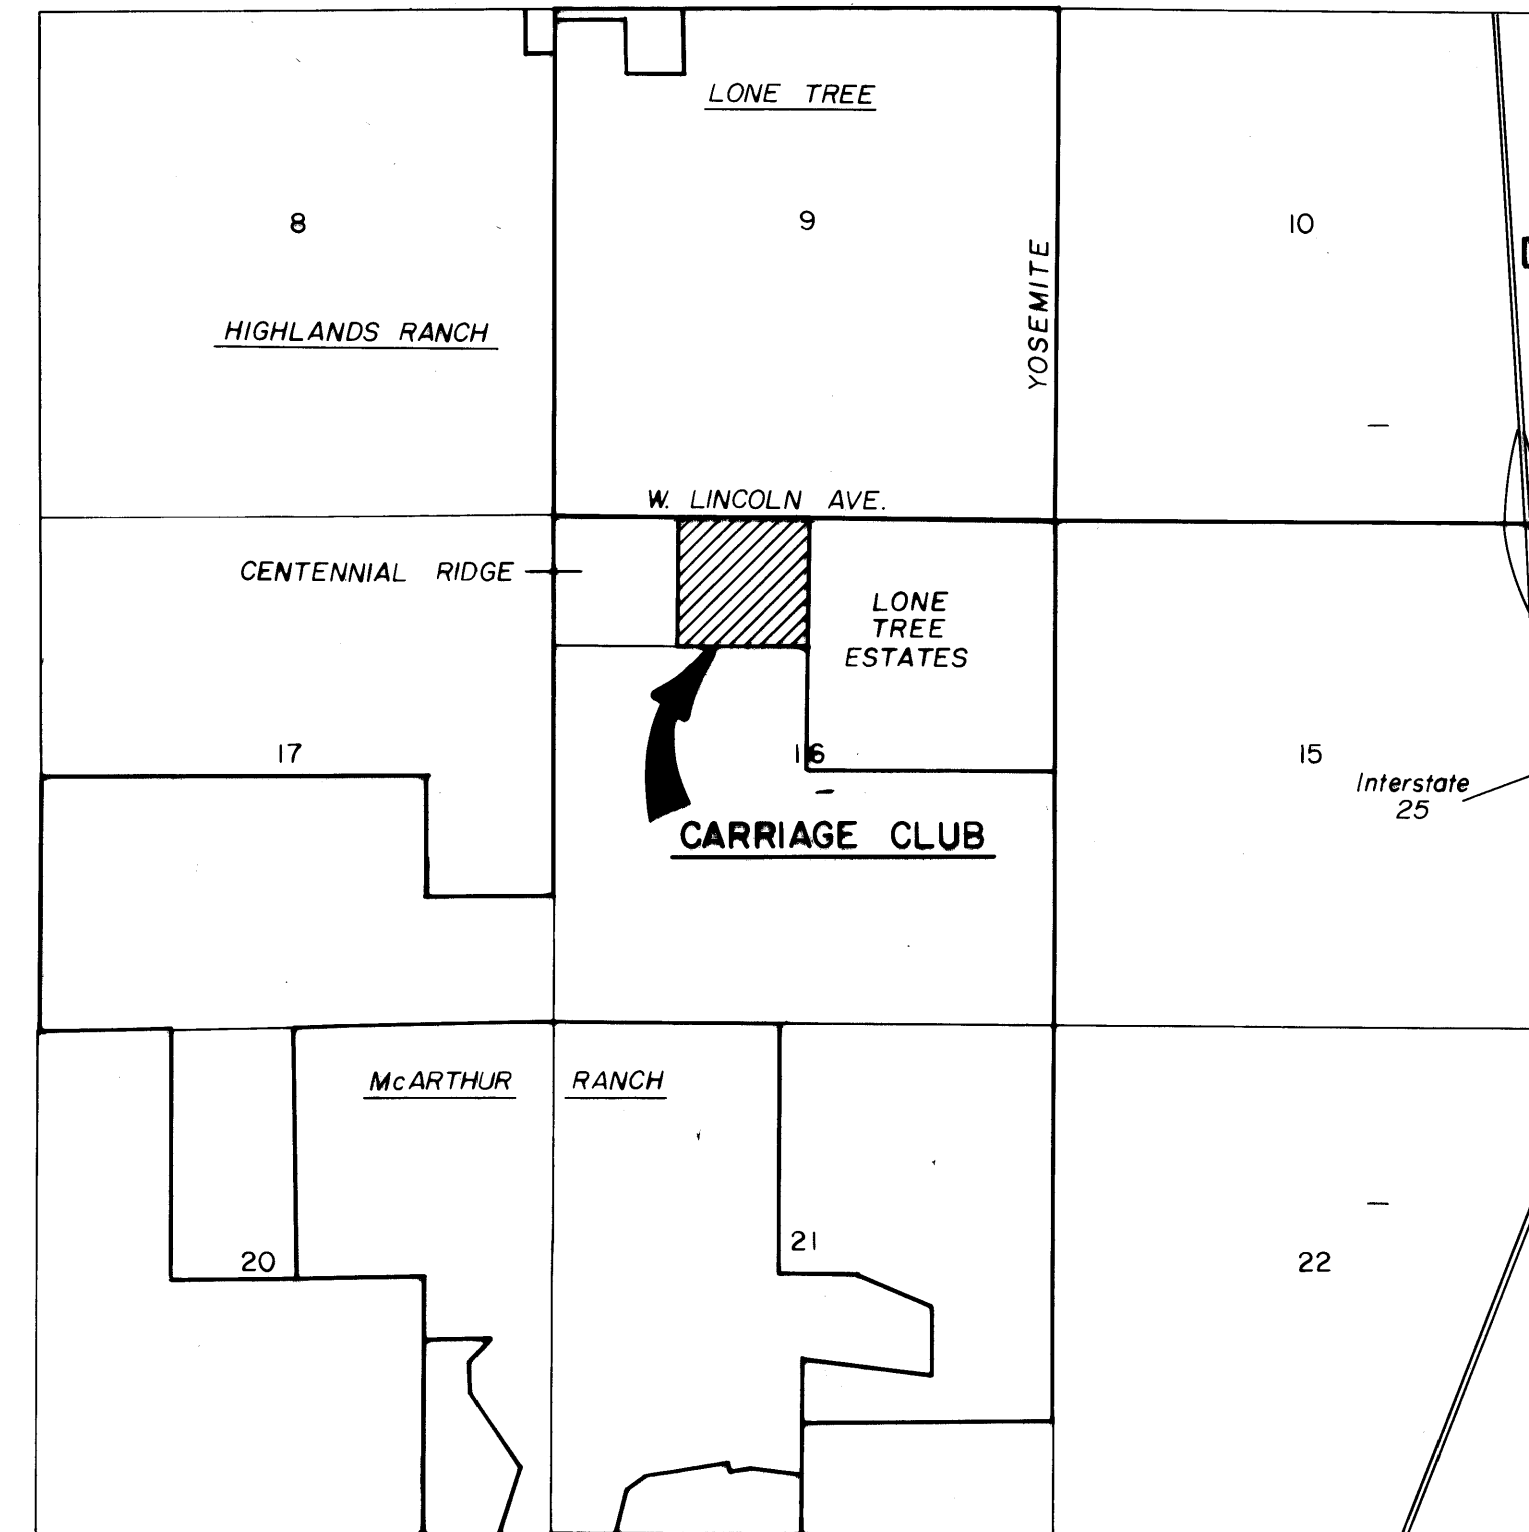 LONE TREE
8
9
10
YOSEMITE
HIGHLANDS RANCH
W. LINCOLN AVE.
CENTENNIAL RIDGE
LONE
TREE
ESTATES
17
16
15
Interstate
25
CARRIAGE CLUB
McARTHUR RANCH
20
21
22